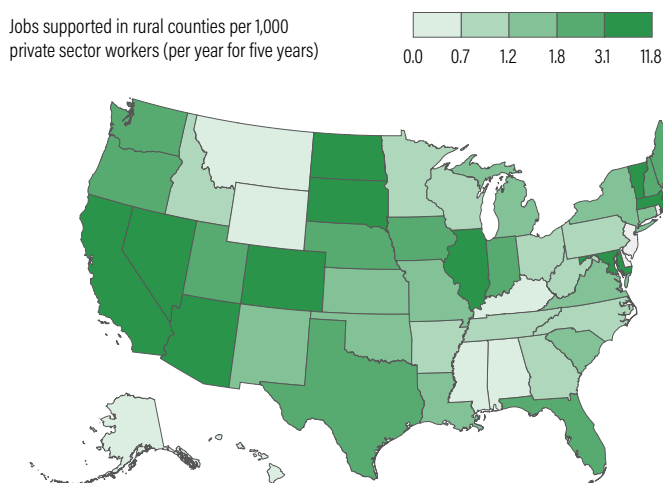 Jobs supported in rural counties per 1,000
private sector workers (per year for five years)
0.0 0.7 1.2 1.8 3.1 11.8